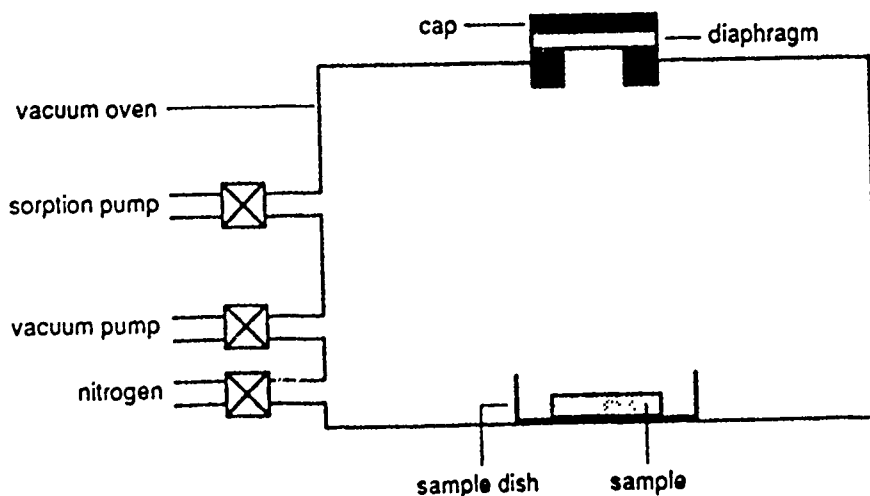 cap
diaphragm
vacuum oven
sorption pump
vacuum pump
nitrogen
sample dish
sample